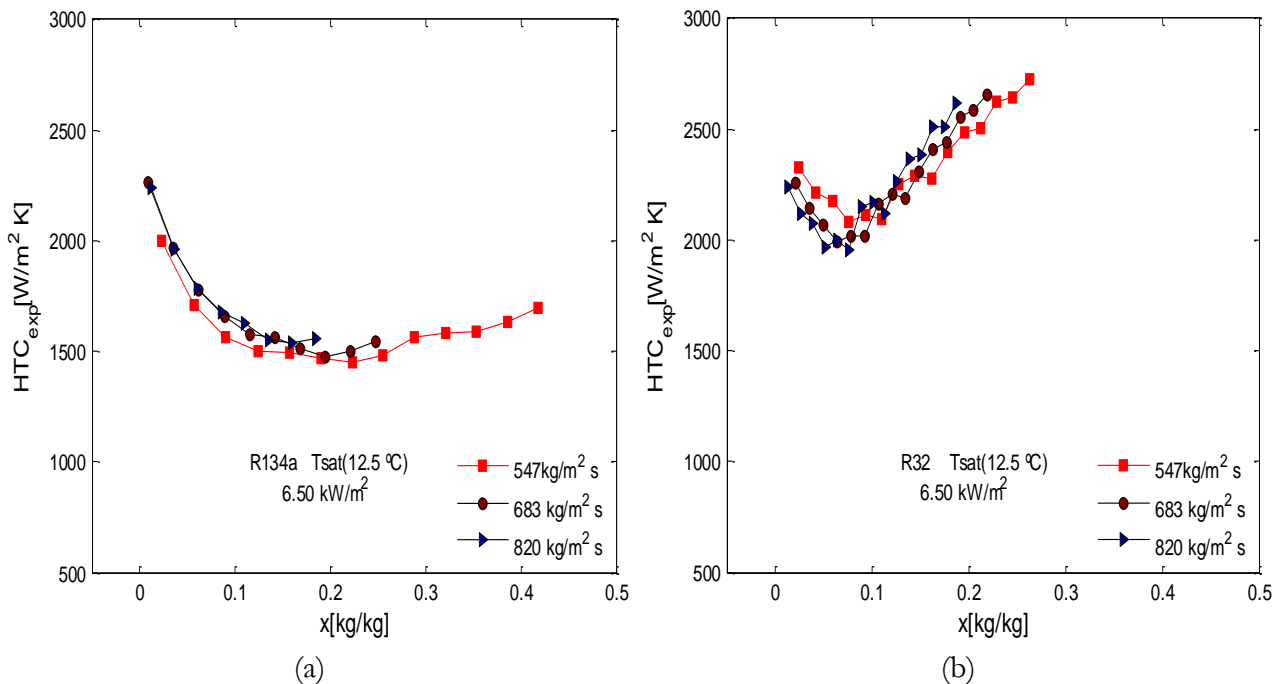 3000
2500
2000
1500
1000
500
HTC_exp[W/m² K]
R134a Tsat(12.5 ºC)
6.50 kW/m²
547kg/m² s
683 kg/m² s
820 kg/m² s
0 0.1 0.2 0.3 0.4 0.5
x[kg/kg]
(a)
3000
2500
2000
1500
1000
500
HTC_exp[W/m² K]
R32 Tsat(12.5 ºC)
6.50 kW/m²
547kg/m² s
683 kg/m² s
820 kg/m² s
0 0.1 0.2 0.3 0.4 0.5
x[kg/kg]
(b)